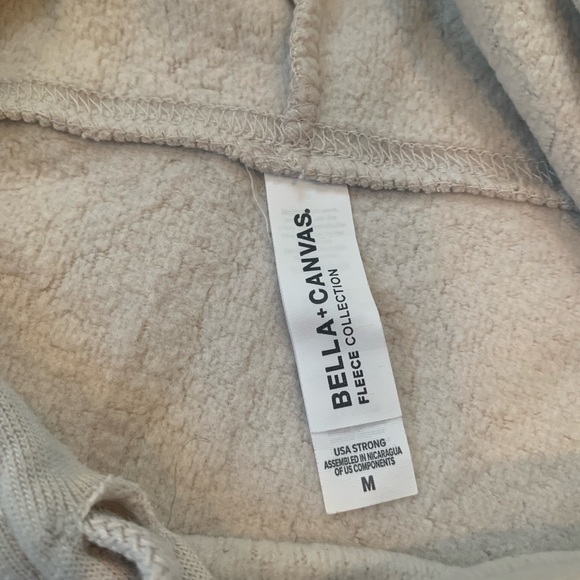 BELLA+CANVAS.
FLEECE COLLECTION
USA STRONG
ASSEMBLED IN NICARAGUA
OF US COMPONENTS
M